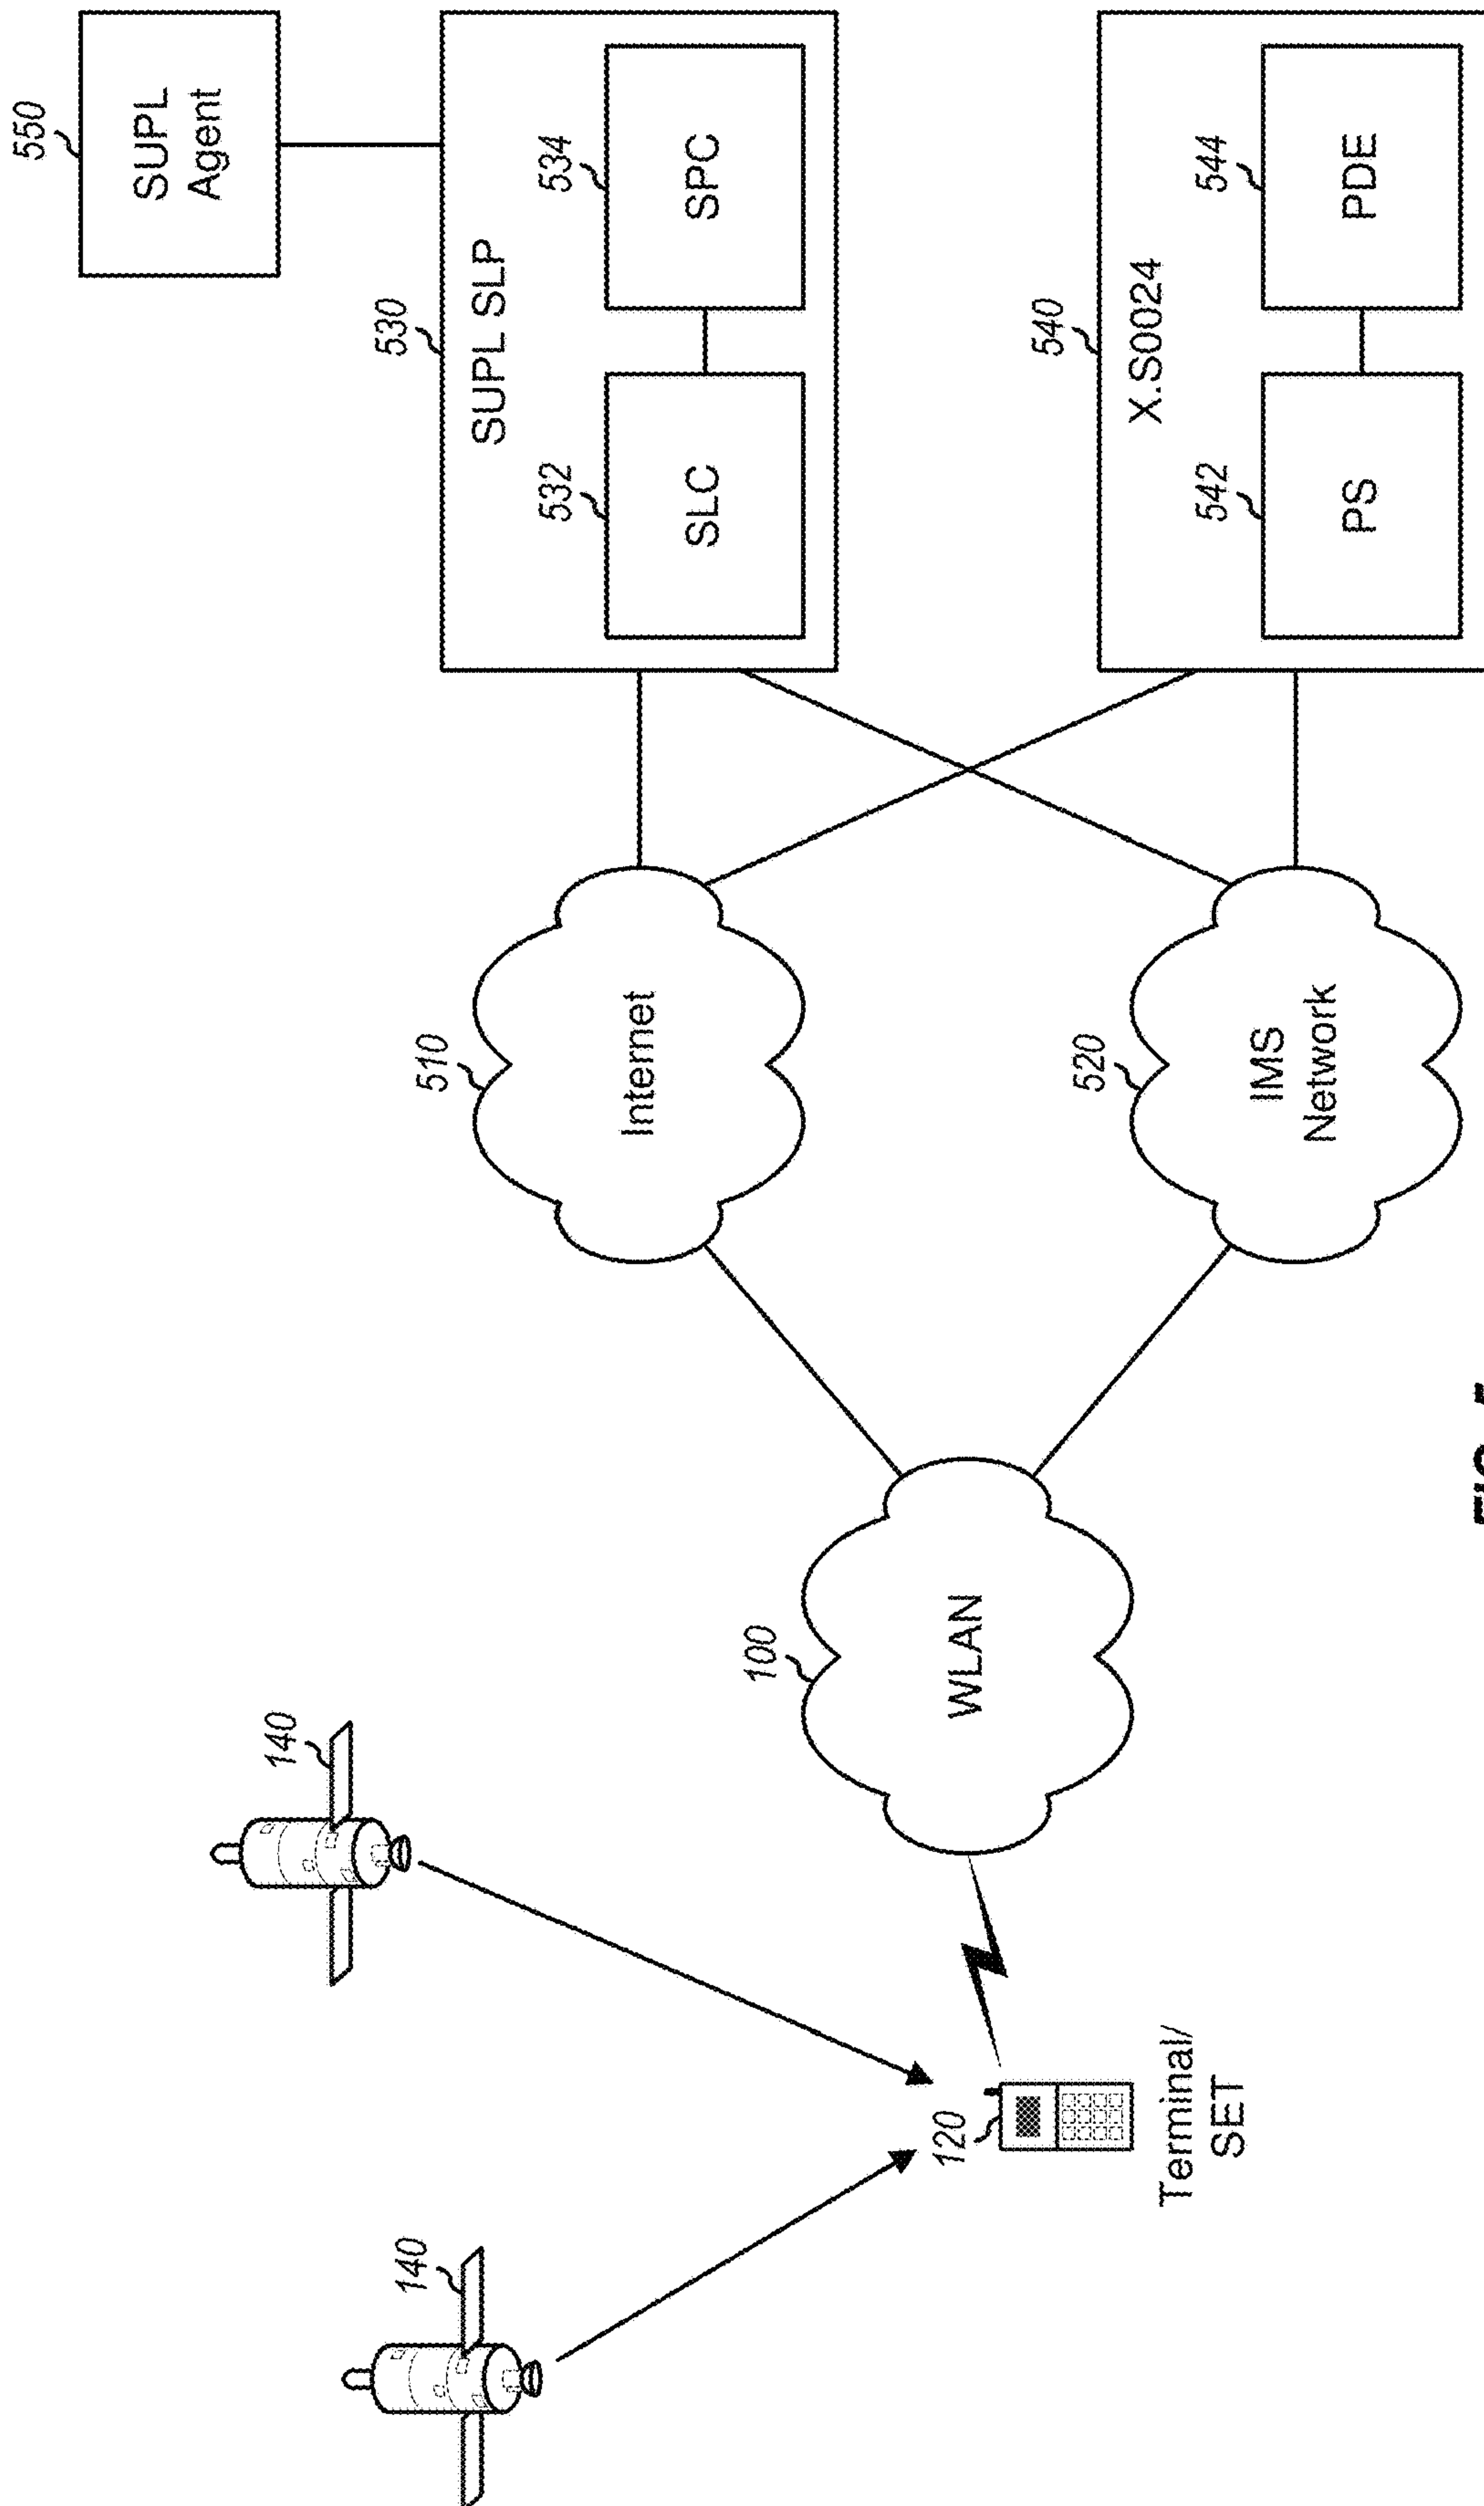 550
SUPL
Agent
530
SUPL SLP
532
SLC
534
SPC
540
X.S0024
542
PS
544
PDE
510
Internet
520
IMS
Network
100
WLAN
140
140
120
Terminal/
SET